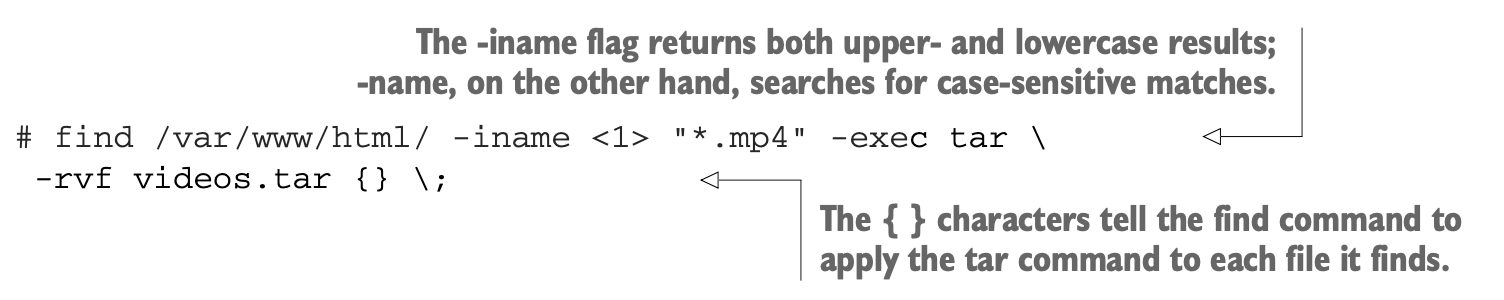 The -iname flag returns both upper- and lowercase results;
-name, on the other hand, searches for case-sensitive matches.
# find /var/www/html/ -iname <1> "*.mp4" -exec tar \
-rvf videos.tar {} \;
The { } characters tell the find command to
apply the tar command to each file it finds.